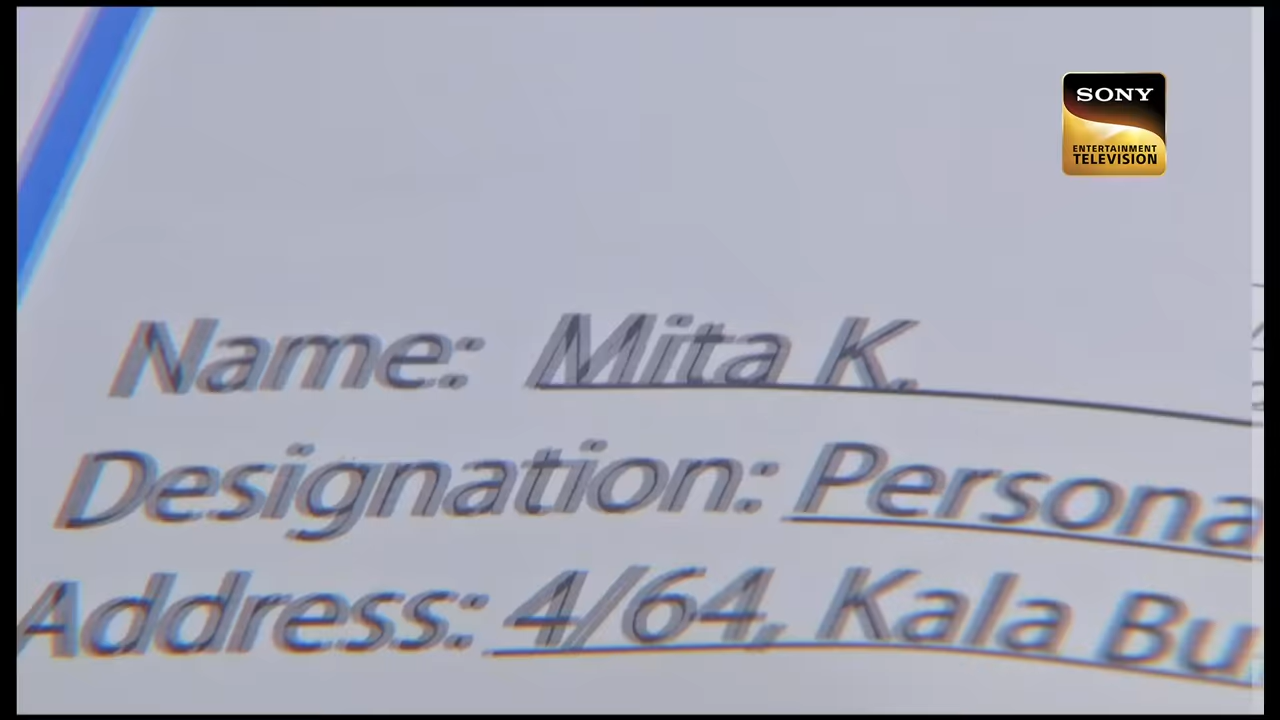 SONY
ENTERTAINMENT
TELEVISION
Name: Mita K.
Designation: Persona
Address: 4/64, Kala Bu